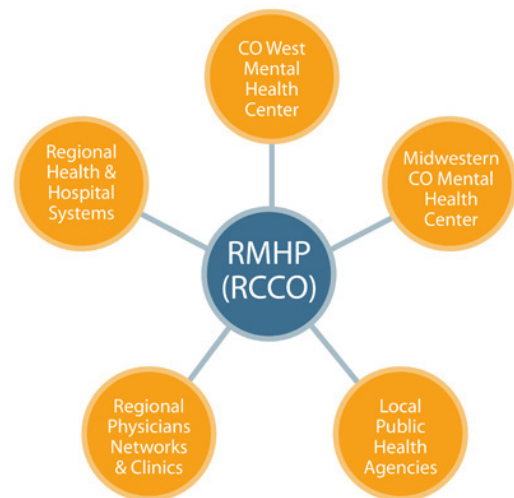 CO West
Mental
Health
Center
Regional
Health &
Hospital
Systems
Midwestern
CO Mental
Health
Center
RMHP
(RCCO)
Regional
Physicians
Networks
& Clinics
Local
Public
Health
Agencies